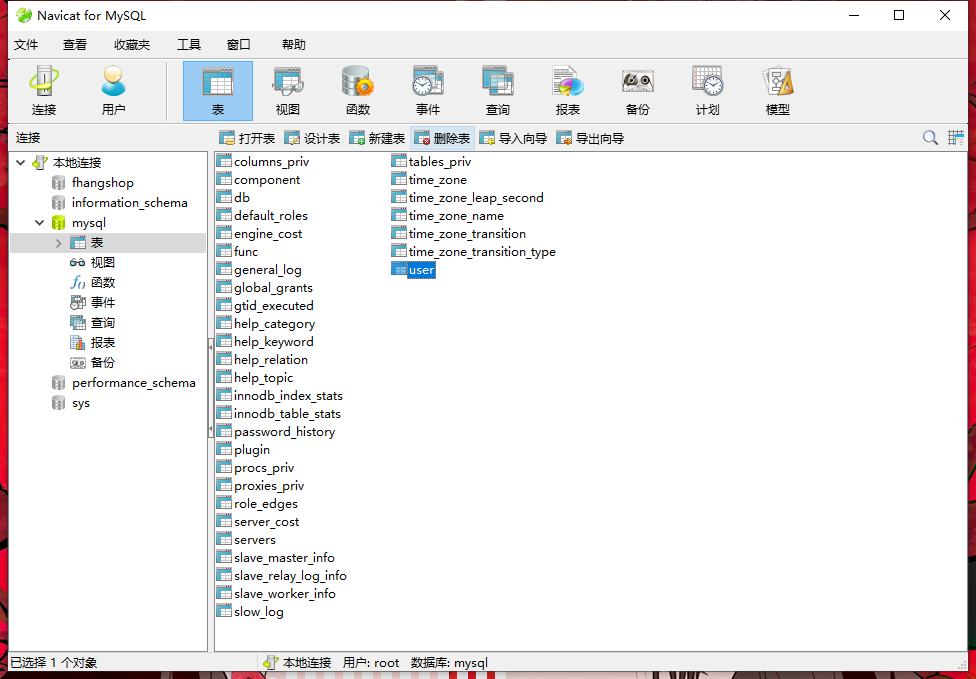 Navicat for MySQL
文件 查看 收藏夹 工具 窗口 帮助
连接 用户 表 视图 函数 事件 查询 报表 备份 计划 模型
连接 打开表 设计表 新建表 删除表 导入向导 导出向导
本地连接
fhangshop
information_schema
mysql
表
视图
函数
事件
查询
报表
备份
performance_schema
sys
columns_priv
component
db
default_roles
engine_cost
func
general_log
global_grants
gtid_executed
help_category
help_keyword
help_relation
help_topic
innodb_index_stats
innodb_table_stats
password_history
plugin
procs_priv
proxies_priv
role_edges
server_cost
servers
slave_master_info
slave_relay_log_info
slave_worker_info
slow_log
tables_priv
time_zone
time_zone_leap_second
time_zone_name
time_zone_transition
time_zone_transition_type
user
已选择 1 个对象 本地连接 用户: root 数据库: mysql